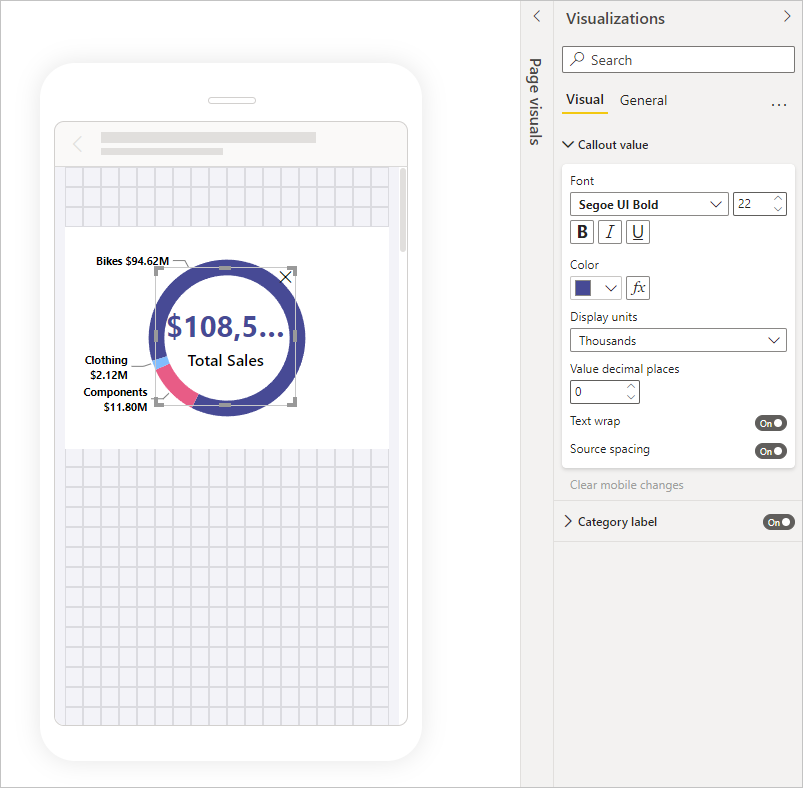 Bikes $94.62M
$108,5...
Total Sales
Clothing
$2.12M
Components
$11.80M
Page visuals
Visualizations
Search
Visual General ...
Callout value
Font
Segoe UI Bold 22
B I U
Color
fx
Display units
Thousands
Value decimal places
0
Text wrap On
Source spacing On
Clear mobile changes
Category label On